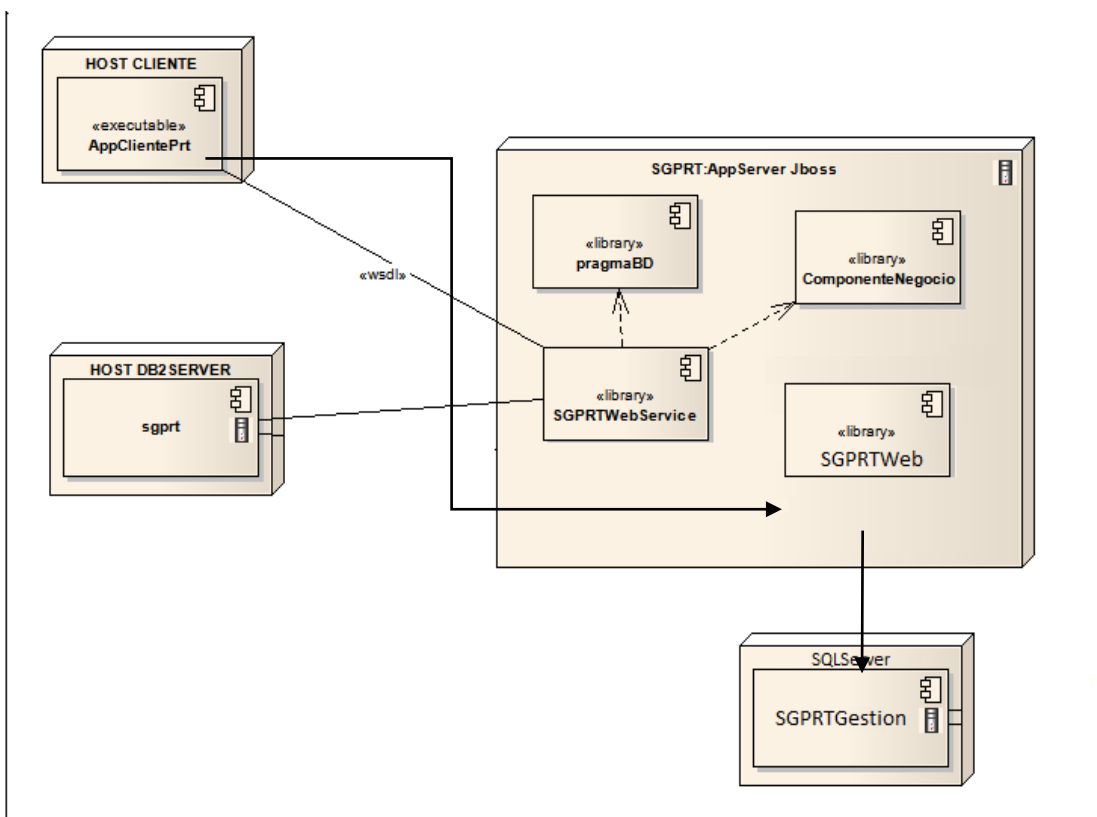 HOST CLIENTE
«executable»
AppClientePrt
«wsdl»
SGPRT:AppServer Jboss
«library»
pragmaBD
«library»
ComponenteNegocio
HOST DB2SERVER
sgprt
«library»
SGPRTWebService
«library»
SGPRTWeb
SQLServer
SGPRTGestion